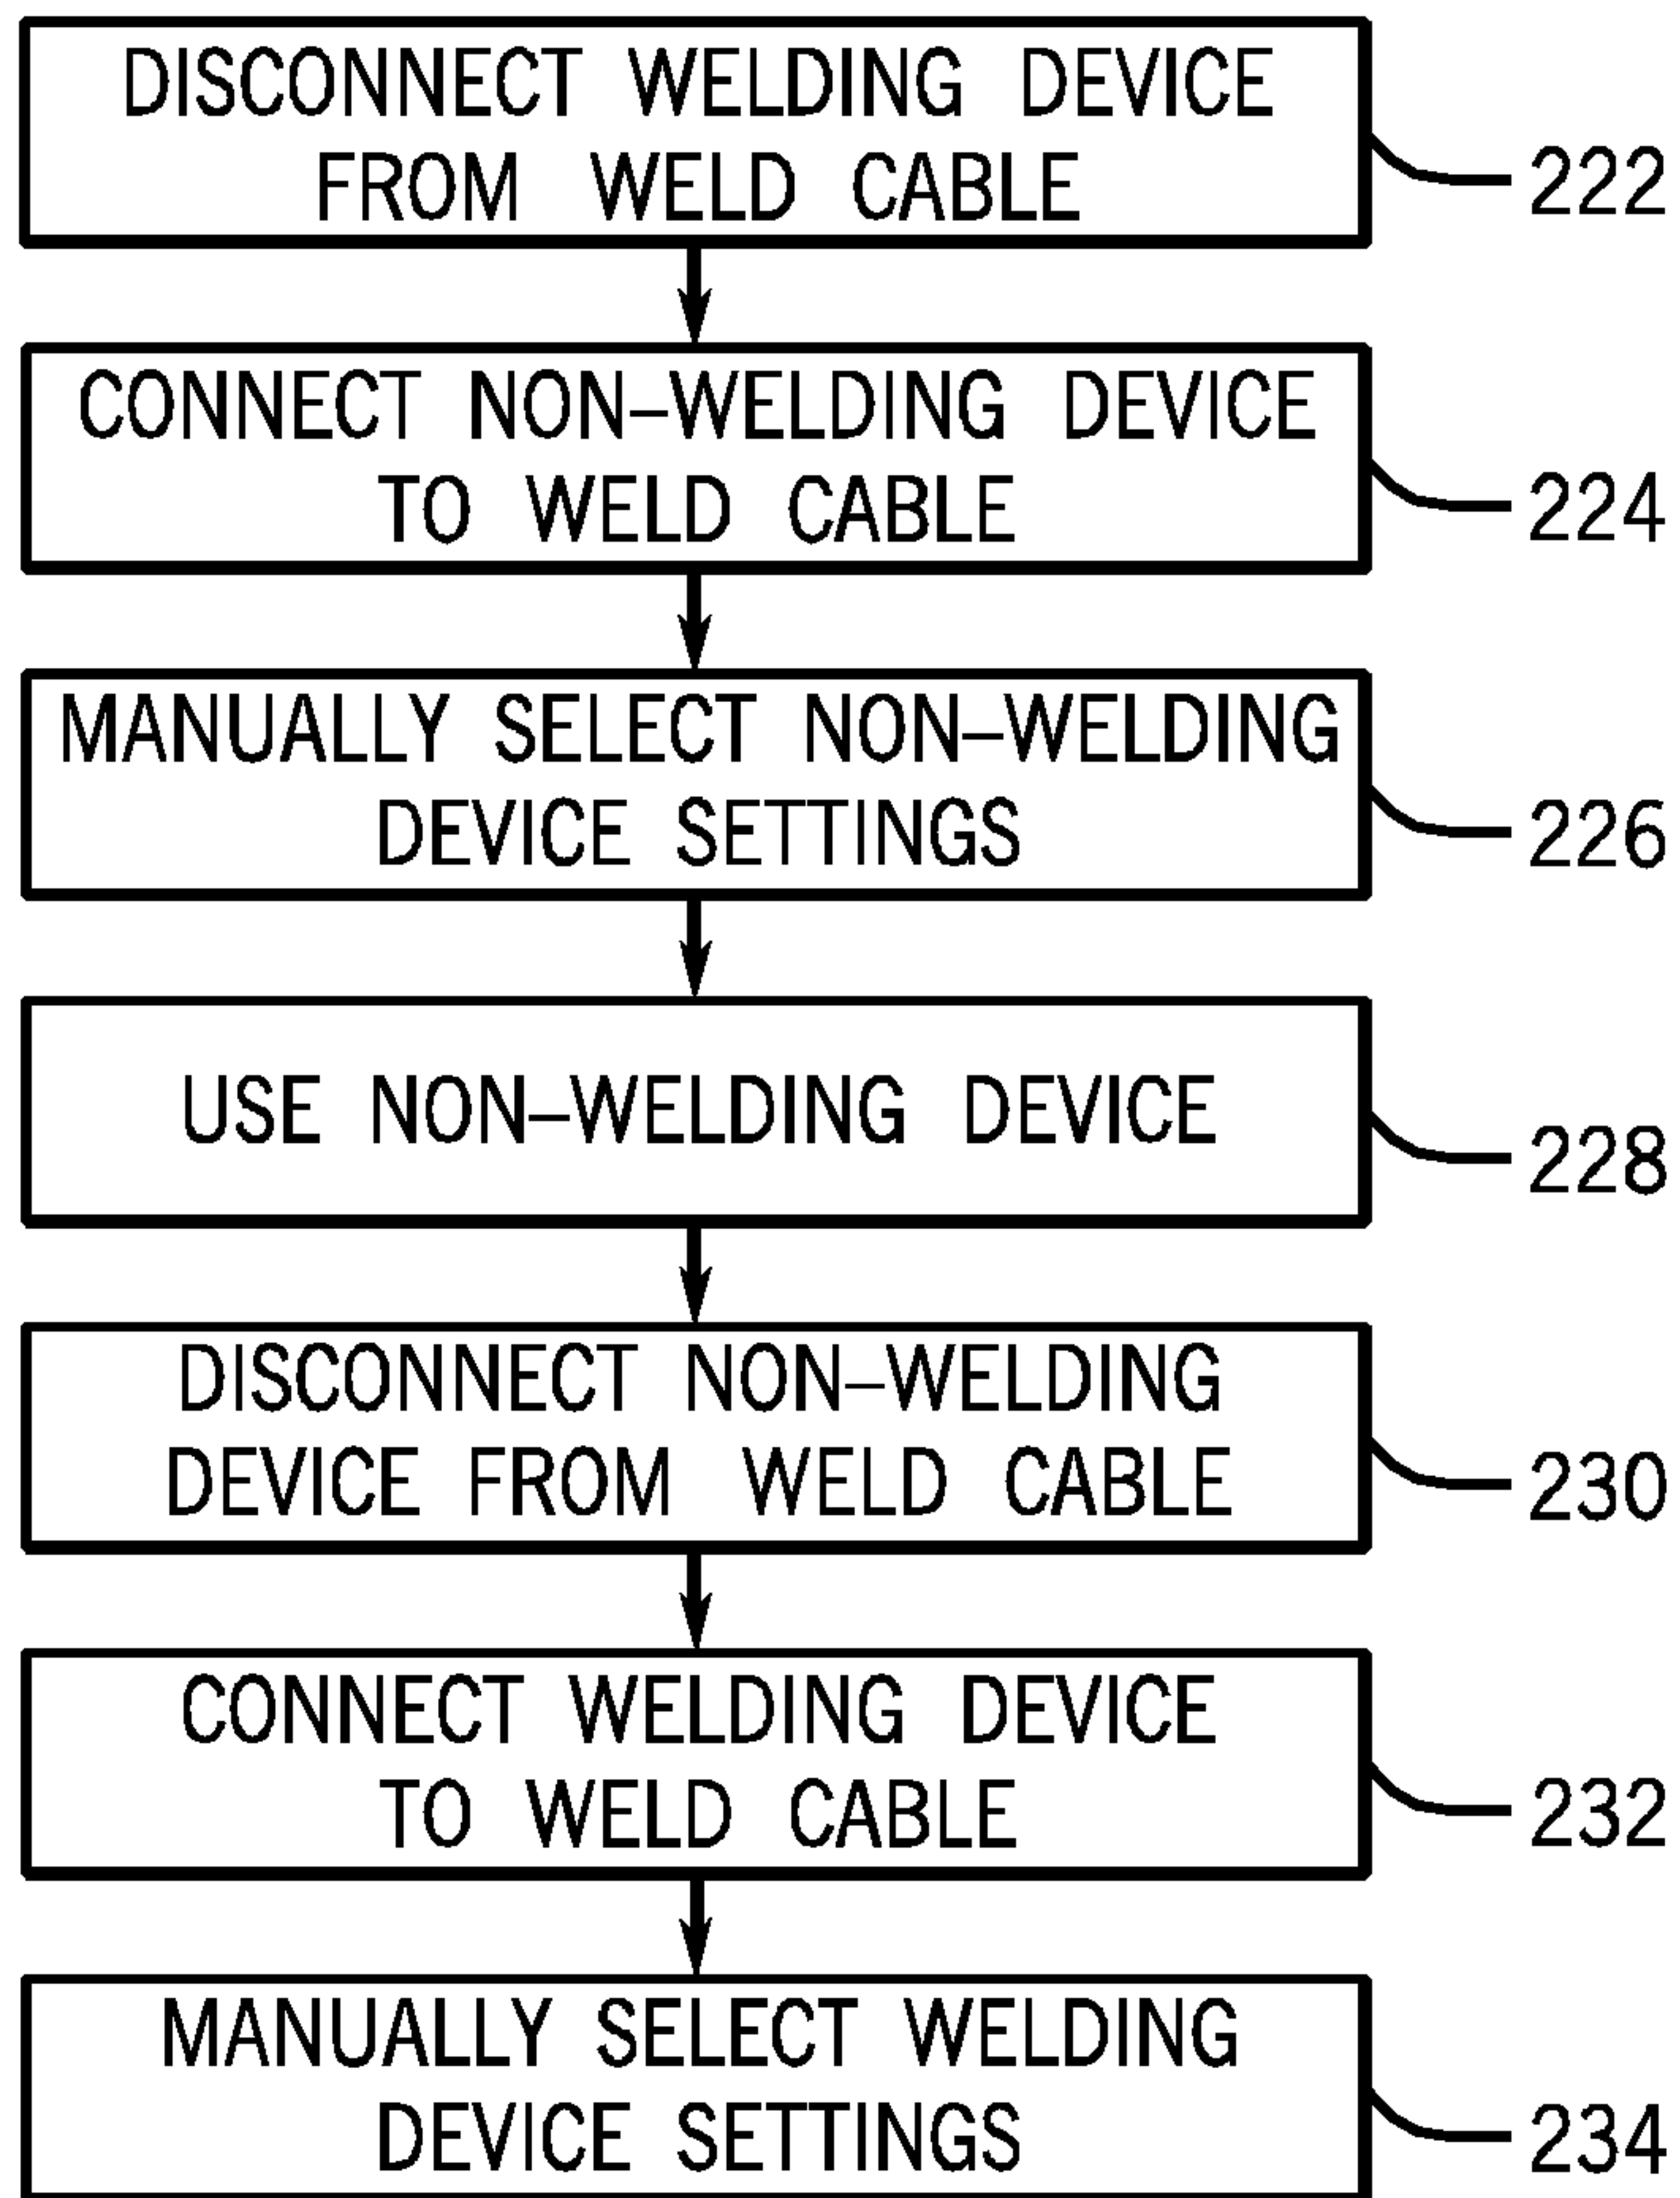 DISCONNECT WELDING DEVICE
FROM WELD CABLE
222
CONNECT NON–WELDING DEVICE
TO WELD CABLE
224
MANUALLY SELECT NON–WELDING
DEVICE SETTINGS
226
USE NON–WELDING DEVICE
228
DISCONNECT NON–WELDING
DEVICE FROM WELD CABLE
230
CONNECT WELDING DEVICE
TO WELD CABLE
232
MANUALLY SELECT WELDING
DEVICE SETTINGS
234